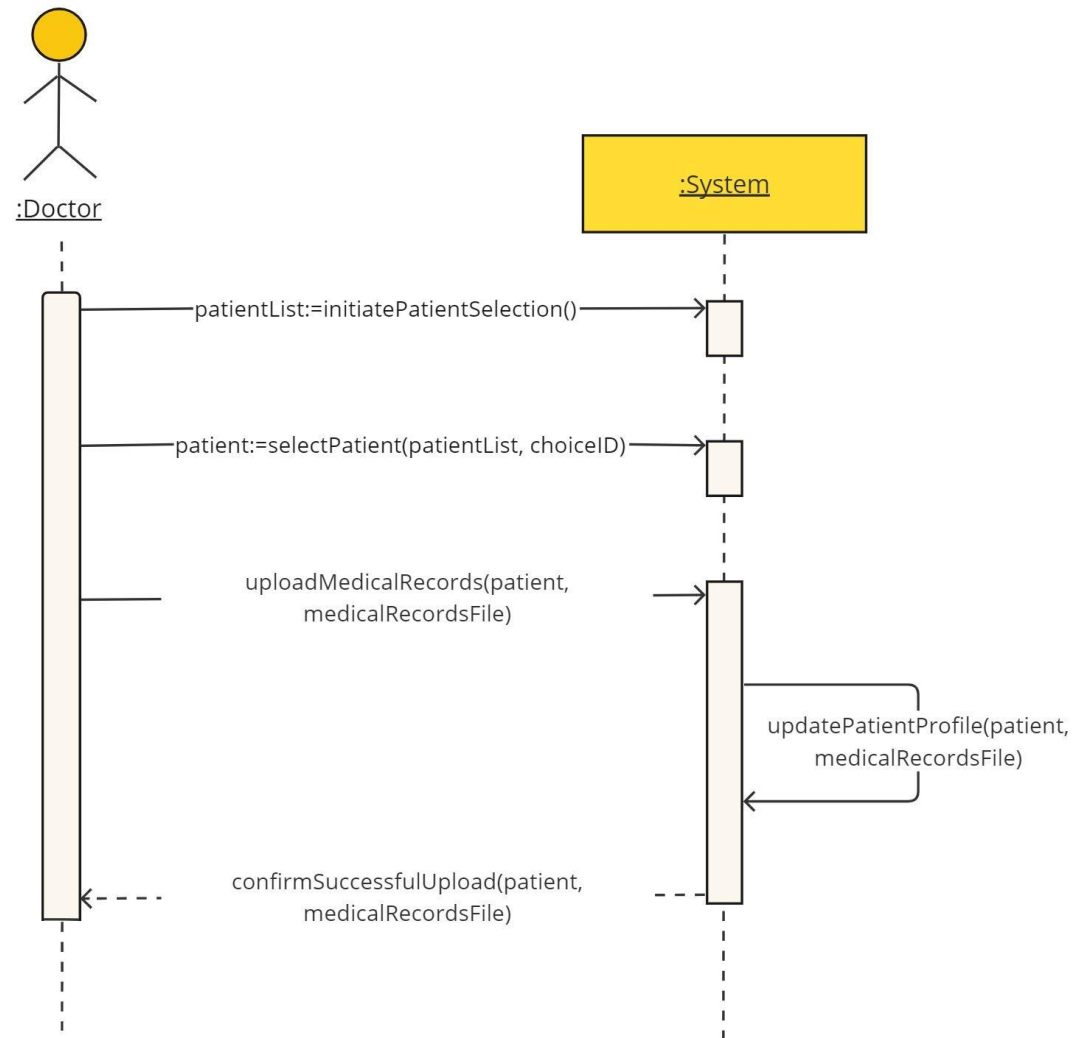 :Doctor
:System
patientList:=initiatePatientSelection()
patient:=selectPatient(patientList, choiceID)
uploadMedicalRecords(patient,
medicalRecordsFile)
updatePatientProfile(patient,
medicalRecordsFile)
confirmSuccessfulUpload(patient,
medicalRecordsFile)